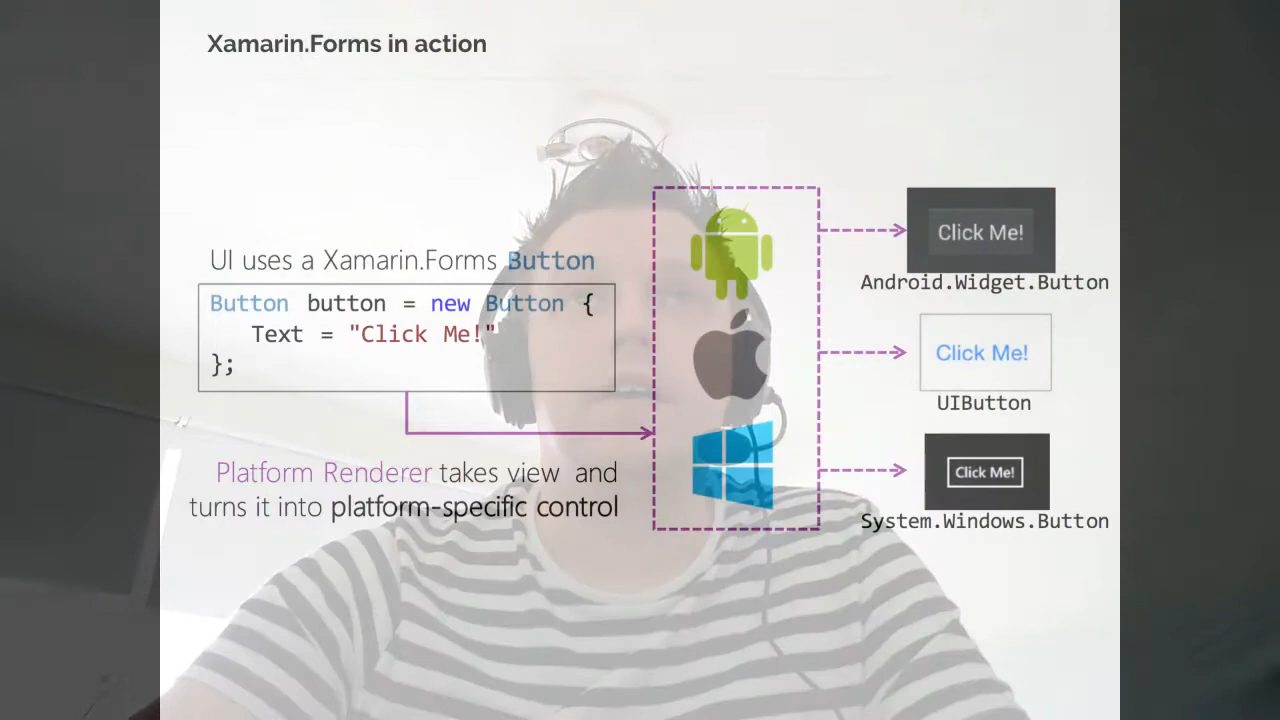 Xamarin.Forms in action
UI uses a Xamarin.Forms Button
Button button = new Button {
Text = "Click Me!"
};
Platform Renderer takes view and
turns it into platform-specific control
Click Me!
Android.Widget.Button
Click Me!
UIButton
Click Me!
System.Windows.Button